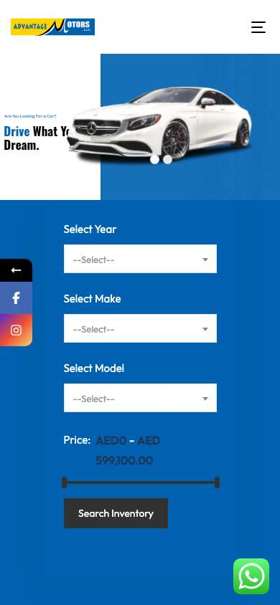 ADVANTAGE MOTORS
Are You Looking For a Car?
Drive What Yo
Dream.
Select Year
--Select--
Select Make
--Select--
Select Model
--Select--
Price: AED0 - AED
599,100.00
Search Inventory